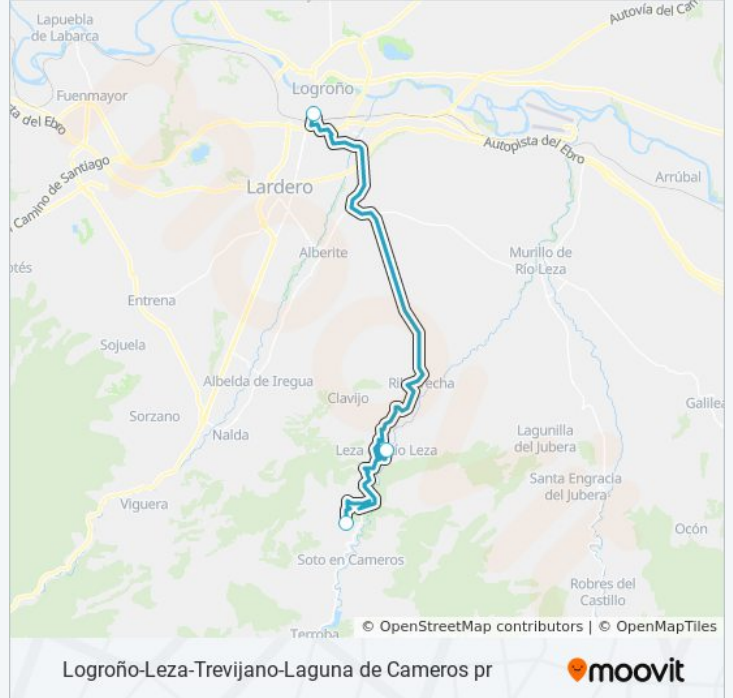 Lapuebla
de Labarca
Autovía del Cam
Logroño
Fuenmayor
sta del Ebro
Autopista del Ebro
Camino de Santiago
Arrúbal
Lardero
Alberite
Murillo de
Río Leza
otés
Entrena
Sojuela
Albelda de Iregua
Clavijo
Galilea
Sorzano
Nalda
Leza
o Leza
Lagunilla
del Jubera
Santa Engracia
del Jubera
Viguera
Ocón
Soto en Cameros
Robres del
Castillo
Terroba
© OpenStreetMap contributors | © OpenMapTiles
Logroño-Leza-Trevijano-Laguna de Cameros pr
moovit